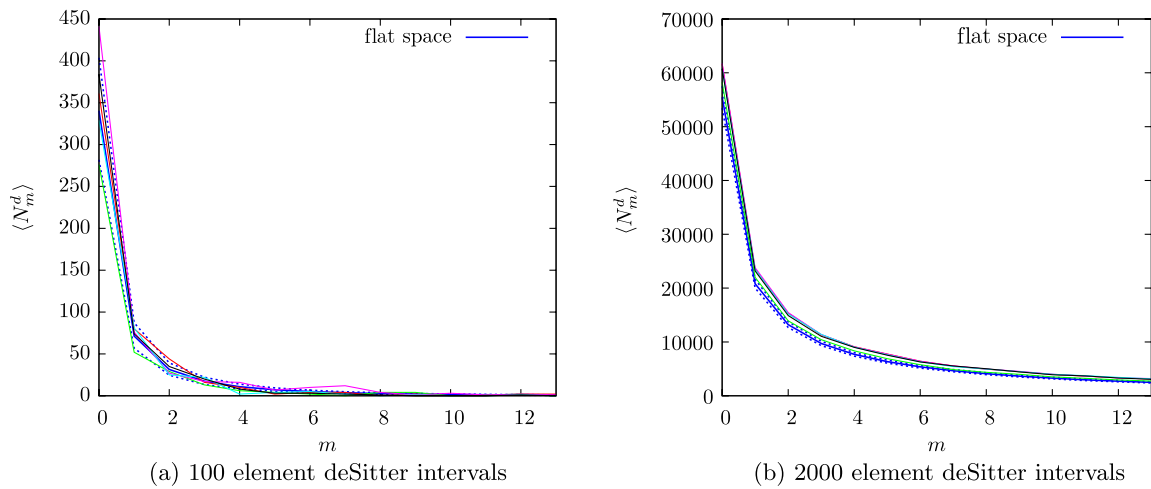 450
400
350
300
250
200
150
100
50
0
⟨N_m^d⟩
flat space
0 2 4 6 8 10 12
m
(a) 100 element deSitter intervals
70000
60000
50000
40000
30000
20000
10000
0
⟨N_m^d⟩
flat space
0 2 4 6 8 10 12
m
(b) 2000 element deSitter intervals